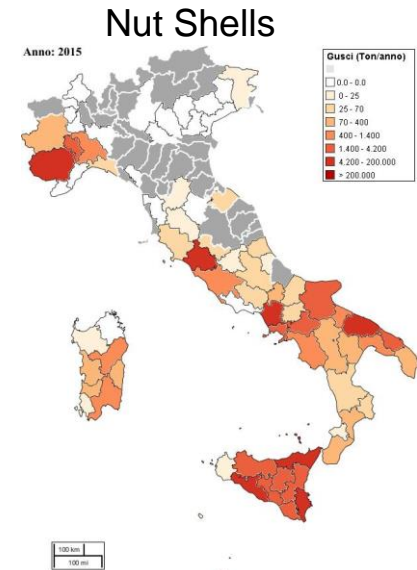 Nut Shells
Anno: 2015
Gusci (Ton/anno)
0.0 - 0.0
0 - 25
25 - 70
70 - 400
400 - 1.400
1.400 - 4.200
4.200 - 200.000
> 200.000
100 km
100 mi